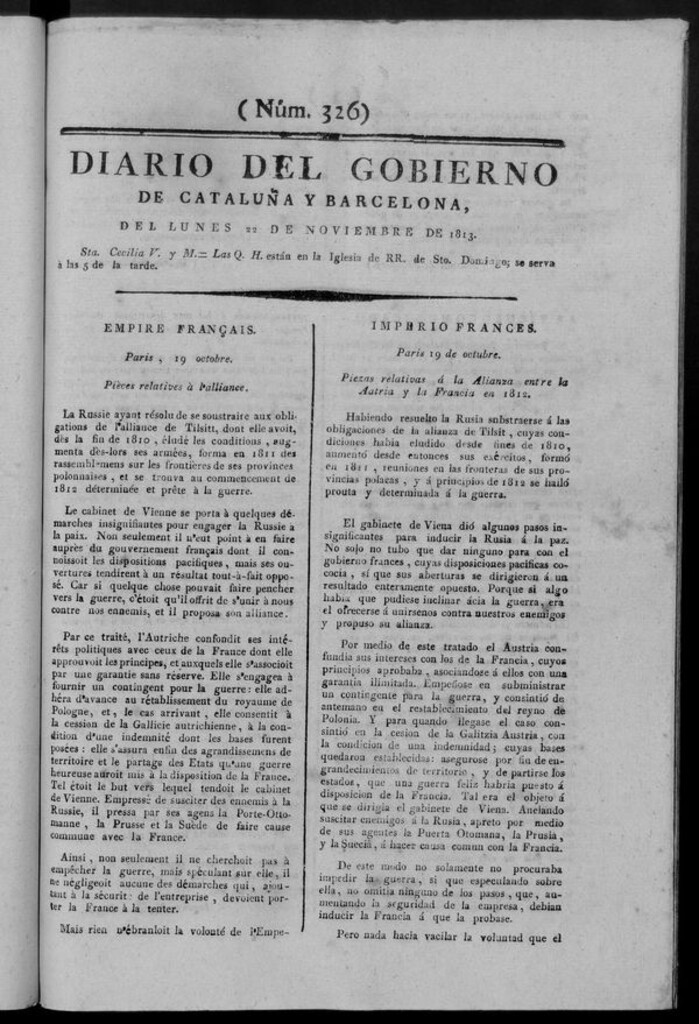 ( Núm. 326)
DIARIO DEL GOBIERNO
DE CATALUÑA Y BARCELONA,
DEL LUNES 22 DE NOVIEMBRE DE 1813.
Sta. Cecilia V. y M.= Las Q. H. están en la Iglesia de RR. de Sto. Domingo; se serva
á las 5 de la tarde.
EMPIRE FRANÇAIS.
Paris, 19 octobre.
Pièces relatives à l'alliance.
La Russie ayant résolu de se soustraire aux obli-
gations de l'alliance de Tilsitt, dont elle avoit,
dès la fin de 1810, éludé les conditions, aug-
menta dès-lors ses armées, forma en 1811 des
rassemblemens sur les frontières de ses provinces
polonnaises, et se trouva au commencement de
1812 déterminée et prête à la guerre.
Le cabinet de Vienne se porta à quelques dé-
marches insignifiantes pour engager la Russie à
la paix. Non seulement il n'eut point à en faire
auprès du gouvernement français dont il con-
noissoit les dispositions pacifiques, mais ses ou-
vertures tendirent à un résultat tout-à-fait oppo-
sé. Car si quelque chose pouvait faire pencher
vers la guerre, c'étoit qu'il offrit de s'unir à nous
contre nos ennemis, et il proposa son alliance.
Par ce traité, l'Autriche confondit ses inté-
rêts politiques avec ceux de la France dont elle
approuvoit les principes, et auxquels elle s'associoit
par une garantie sans réserve. Elle s'engagea à
fournir un contingent pour la guerre: elle ad-
héra d'avance au rétablissement du royaume de
Pologne, et, le cas arrivant, elle consentit à
la cession de la Gallicie autrichienne, à la con-
dition d'une indemnité dont les bases furent
posées: elle s'assura enfin des agrandissemens de
territoire et le partage des Etats qu'une guerre
heureuse auroit mis à la disposition de la France.
Tel étoit le but vers lequel tendoit le cabinet
de Vienne. Empressé de susciter des ennemis à la
Russie, il pressa par ses agens la Porte-Otto-
manne, la Prusse et la Suède de faire cause
commune avec la France.
Ainsi, non seulement il ne cherchoit pas à
empêcher la guerre, mais spéculant sur elle, il
ne négligeoit aucune des démarches qui, ajou-
tant à la sécurité de l'entreprise, devoient por-
ter la France à la tenter.
Mais rien n'ébranloit la volonté de l'Empe-
IMPERIO FRANCES.
Paris 19 de octubre.
Piezas relativas á la Alianza entre la
Autria y la Francia en 1812.
Habiendo resuelto la Rusia substraerse á las
obligaciones de la alianza de Tilsit, cuyas con-
diciones habia eludido desde fines de 1810,
aumentó desde entonces sus exércitos, formó
en 1811, reuniones en las fronteras de sus pro-
vincias polacas, y á principios de 1812 se halló
prouta y determinada á la guerra.
El gabinete de Viena dió algunos pasos in-
significantes para inducir la Rusia á la paz.
No solo no tubo que dar ninguno para con el
gobierno frances, cuyas disposiciones pacificas co-
cocia, sí que sus aberturas se dirigieron á un
resultado enteramente opuesto. Porque si algo
habia que pudiese inclinar ácia la guerra, era
el ofrecerse á unirsenos contra nuestros enemigos
y propuso su alianza.
Por medio de este tratado el Austria con-
fundia sus intereses con los de la Francia, cuyos
principios aprobaba, asociandose á ellos con una
garantia ilimitada. Empeñose en subministrar
un contingente para la guerra, y consintió de
antemano en el restablecimiento del reyno de
Polonia. Y para quando llegase el caso con-
sintió en la cesion de la Galitzia Austria, con
la condicion de una indemnidad; cuyas bases
quedaron establecidas: asegurose por fin de en-
grandecimientos de territorio, y de partirse los
estados, que una guerra feliz habria puesto á
disposicion de la Francia. Tal era el objeto á
que se dirigia el gabinete de Viena. Anelando
suscitar enemigos á la Rusia, apreto por medio
de sus agentes la Puerta Otomana, la Prusia,
y la Suecia, á hacer causa comun con la Francia.
De este modo no solamente no procuraba
impedir la guerra, si que especulando sobre
ella, no omitia ninguno de los pasos, que, au-
mentando la seguridad de la empresa, debian
inducir la Francia á que la probase.
Pero nada hacia vacilar la voluntad que el